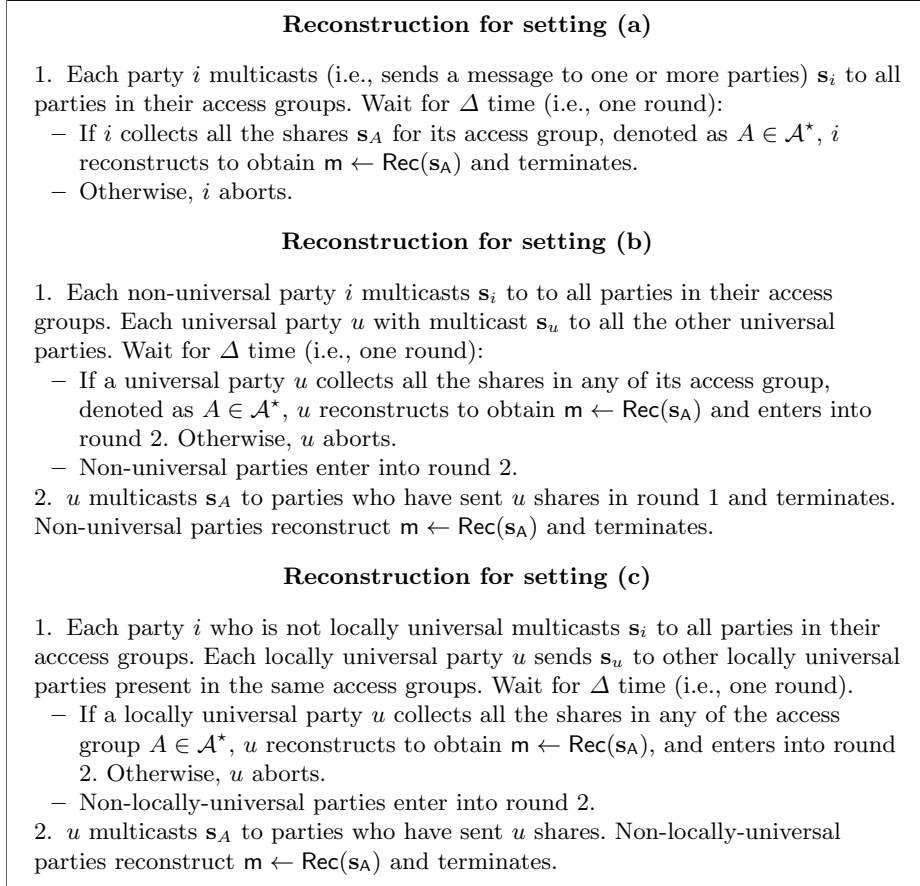 Reconstruction for setting (a)
1. Each party i multicasts (i.e., sends a message to one or more parties) s_i to all
parties in their access groups. Wait for Δ time (i.e., one round):
– If i collects all the shares s_A for its access group, denoted as A ∈ 𝒜*, i
reconstructs to obtain m ← Rec(s_A) and terminates.
– Otherwise, i aborts.
Reconstruction for setting (b)
1. Each non-universal party i multicasts s_i to to all parties in their access
groups. Each universal party u with multicast s_u to all the other universal
parties. Wait for Δ time (i.e., one round):
– If a universal party u collects all the shares in any of its access group,
denoted as A ∈ 𝒜*, u reconstructs to obtain m ← Rec(s_A) and enters into
round 2. Otherwise, u aborts.
– Non-universal parties enter into round 2.
2. u multicasts s_A to parties who have sent u shares in round 1 and terminates.
Non-universal parties reconstruct m ← Rec(s_A) and terminates.
Reconstruction for setting (c)
1. Each party i who is not locally universal multicasts s_i to all parties in their
acccess groups. Each locally universal party u sends s_u to other locally universal
parties present in the same access groups. Wait for Δ time (i.e., one round).
– If a locally universal party u collects all the shares in any of the access
group A ∈ 𝒜*, u reconstructs to obtain m ← Rec(s_A), and enters into round
2. Otherwise, u aborts.
– Non-locally-universal parties enter into round 2.
2. u multicasts s_A to parties who have sent u shares. Non-locally-universal
parties reconstruct m ← Rec(s_A) and terminates.